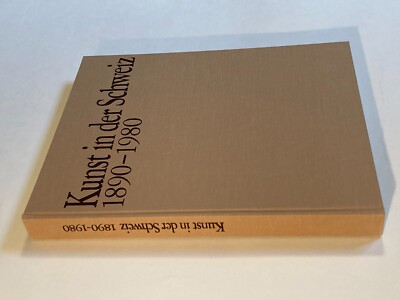 Kunst in der Schweiz
1890–1980
Kunst in der Schweiz 1890–1980